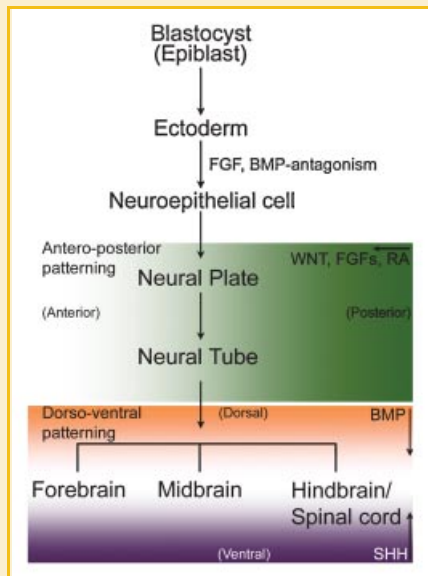 Blastocyst
(Epiblast)
Ectoderm
FGF, BMP-antagonism
Neuroepithelial cell
Antero-posterior
patterning
WNT, FGFs, RA
Neural Plate
(Anterior)
(Posterior)
Neural Tube
Dorso-ventral
patterning
(Dorsal)
BMP
Forebrain
Midbrain
Hindbrain/
Spinal cord
(Ventral)
SHH